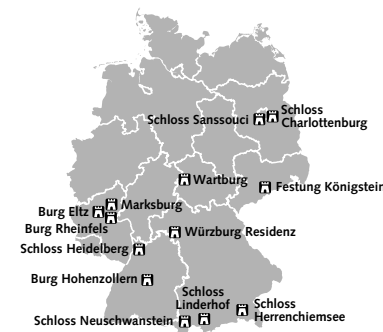 Schloss
Charlottenburg
Schloss Sanssouci
Wartburg
Festung Königstein
Marksburg
Burg Eltz
Burg Rheinfels
Würzburg Residenz
Schloss Heidelberg
Burg Hohenzollern
Schloss
Linderhof
Schloss
Herrenchiemsee
Schloss Neuschwanstein